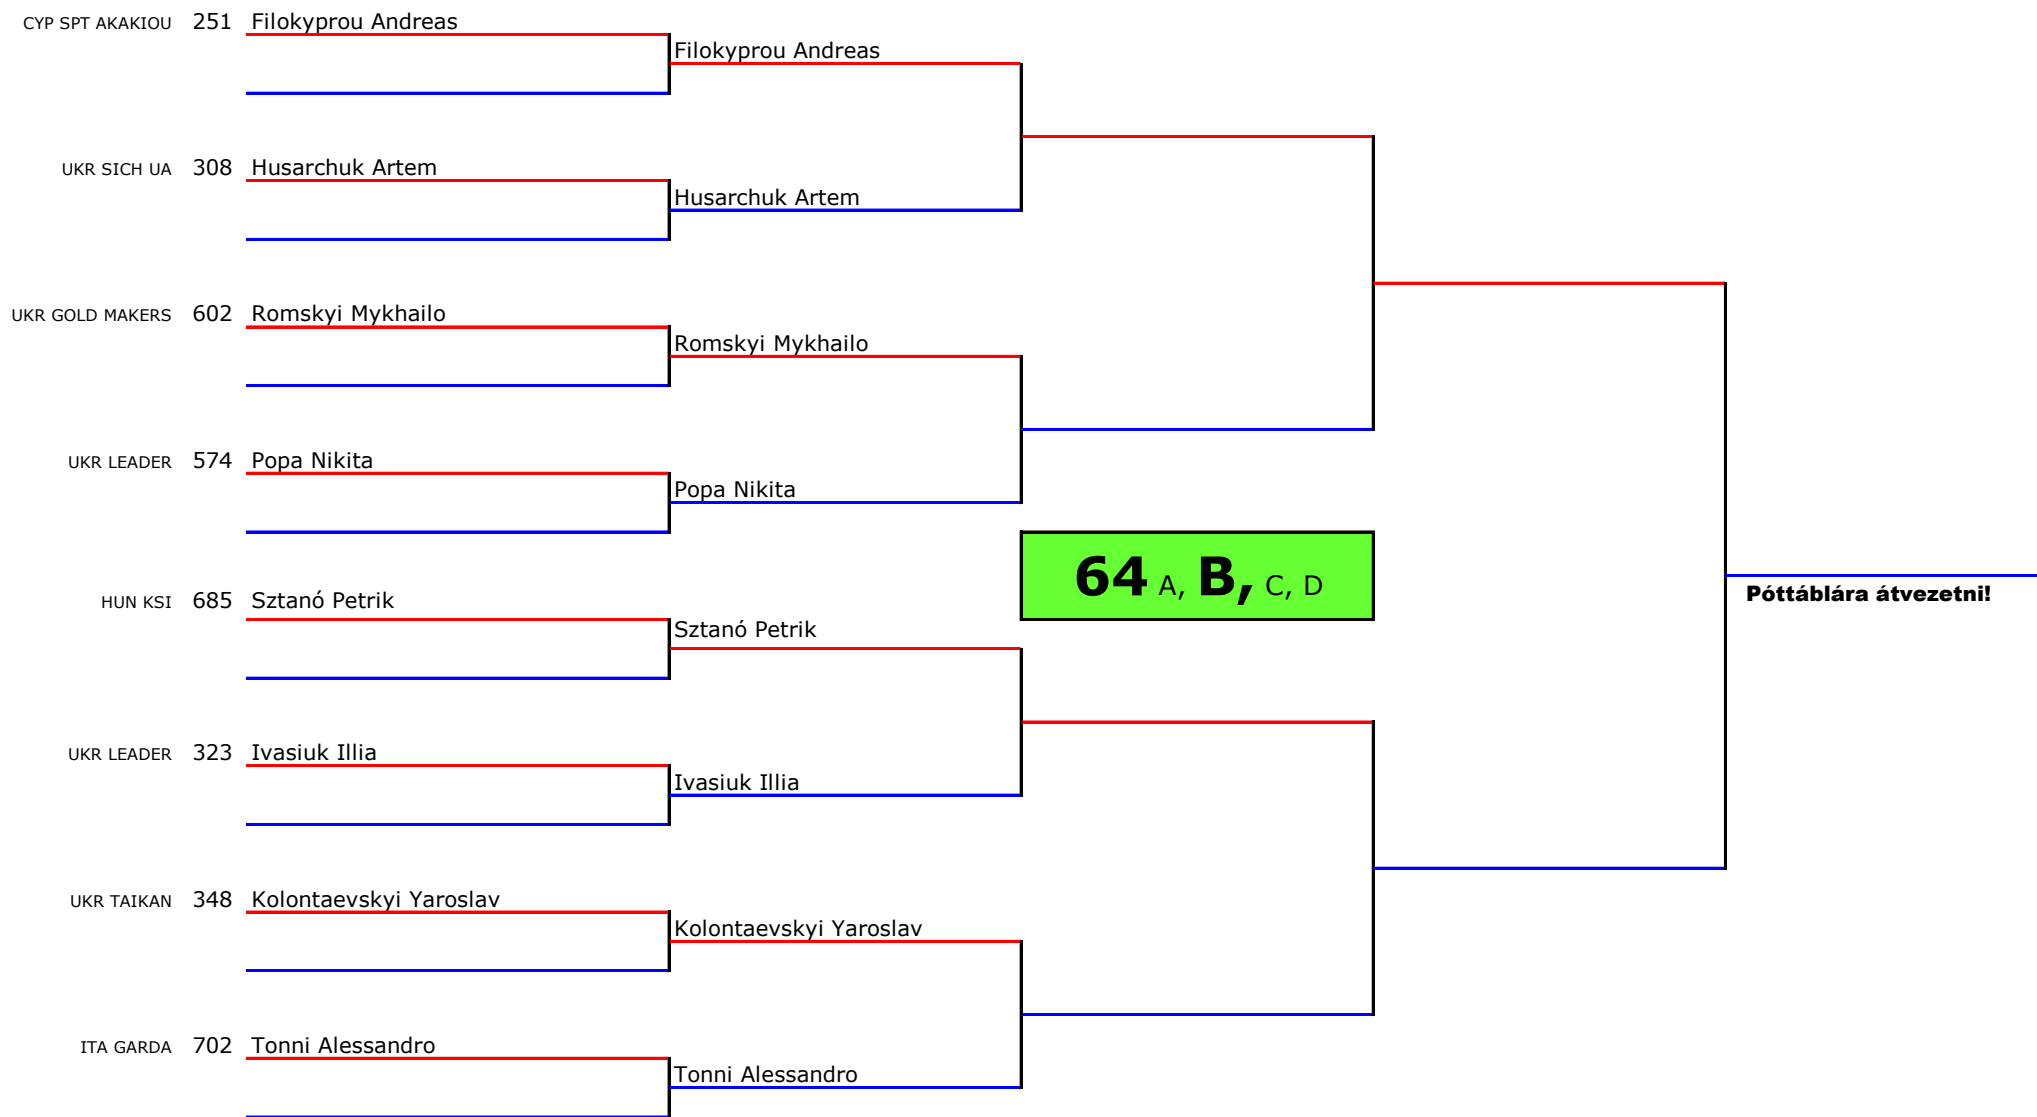 CYP SPT AKAKIOU 251 Filokyprou Andreas
Filokyprou Andreas
UKR SICH UA 308 Husarchuk Artem
Husarchuk Artem
UKR GOLD MAKERS 602 Romskyi Mykhailo
Romskyi Mykhailo
UKR LEADER 574 Popa Nikita
Popa Nikita
64 A, B, C, D
Póttáblára átvezetni!
HUN KSI 685 Sztanó Petrik
Sztanó Petrik
UKR LEADER 323 Ivasiuk Illia
Ivasiuk Illia
UKR TAIKAN 348 Kolontaevskyi Yaroslav
Kolontaevskyi Yaroslav
ITA GARDA 702 Tonni Alessandro
Tonni Alessandro